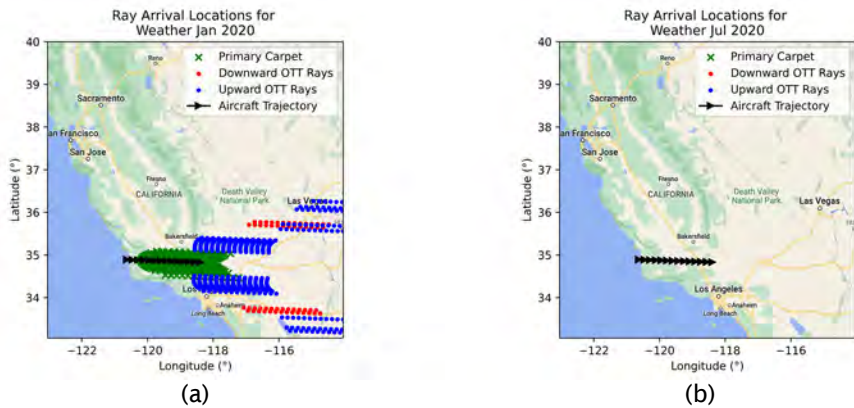 Ray Arrival Locations for
Weather Jan 2020
40
39
38
37
36
35
34
Latitude (°)
−122
−120
−118
−116
Longitude (°)
Primary Carpet
Downward OTT Rays
Upward OTT Rays
Aircraft Trajectory
Reno
Sacramento
an Francisco
San Jose
Fresno
CALIFORNIA
Death Valley
National Park
Las Vegas
Bakersfield
Los
Anaheim
Long Beach
(a)
Ray Arrival Locations for
Weather Jul 2020
40
39
38
37
36
35
34
Latitude (°)
−122
−120
−118
−116
Longitude (°)
Primary Carpet
Downward OTT Rays
Upward OTT Rays
Aircraft Trajectory
Reno
Sacramento
an Francisco
San Jose
Fresno
CALIFORNIA
Death Valley
National Park
Las Vegas
Bakersfield
Los Angeles
Anaheim
Long Beach
(b)